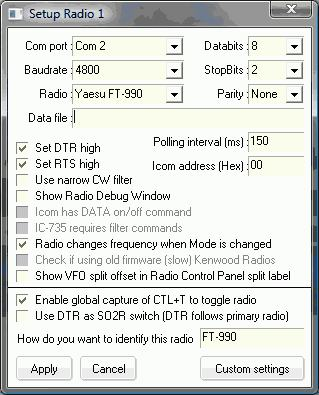 Setup Radio 1
Com port : Com 2 Databits : 8
Baudrate : 4800 StopBits : 2
Radio : Yaesu FT-990 Parity : None
Data file :
Set DTR high Polling interval (ms) : 150
Set RTS high Icom address (Hex) : 00
Use narrow CW filter
Show Radio Debug Window
Icom has DATA on/off command
IC-735 requires filter commands
Radio changes frequency when Mode is changed
Check if using old firmware (slow) Kenwood Radios
Show VFO split offset in Radio Control Panel split label
Enable global capture of CTL+T to toggle radio
Use DTR as SO2R switch (DTR follows primary radio)
How do you want to identify this radio FT-990
Apply Cancel Custom settings